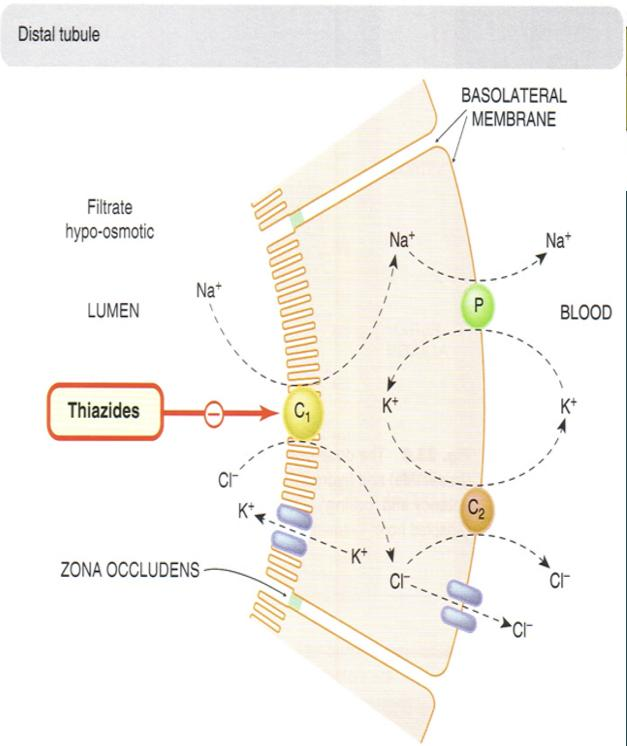 Distal tubule
BASOLATERAL
MEMBRANE
Filtrate
hypo-osmotic
Na⁺
Na⁺
Na⁺
LUMEN
P
BLOOD
Thiazides
−
C₁
K⁺
K⁺
Cl⁻
K⁺
C₂
K⁺
ZONA OCCLUDENS
Cl⁻
Cl⁻
Cl⁻